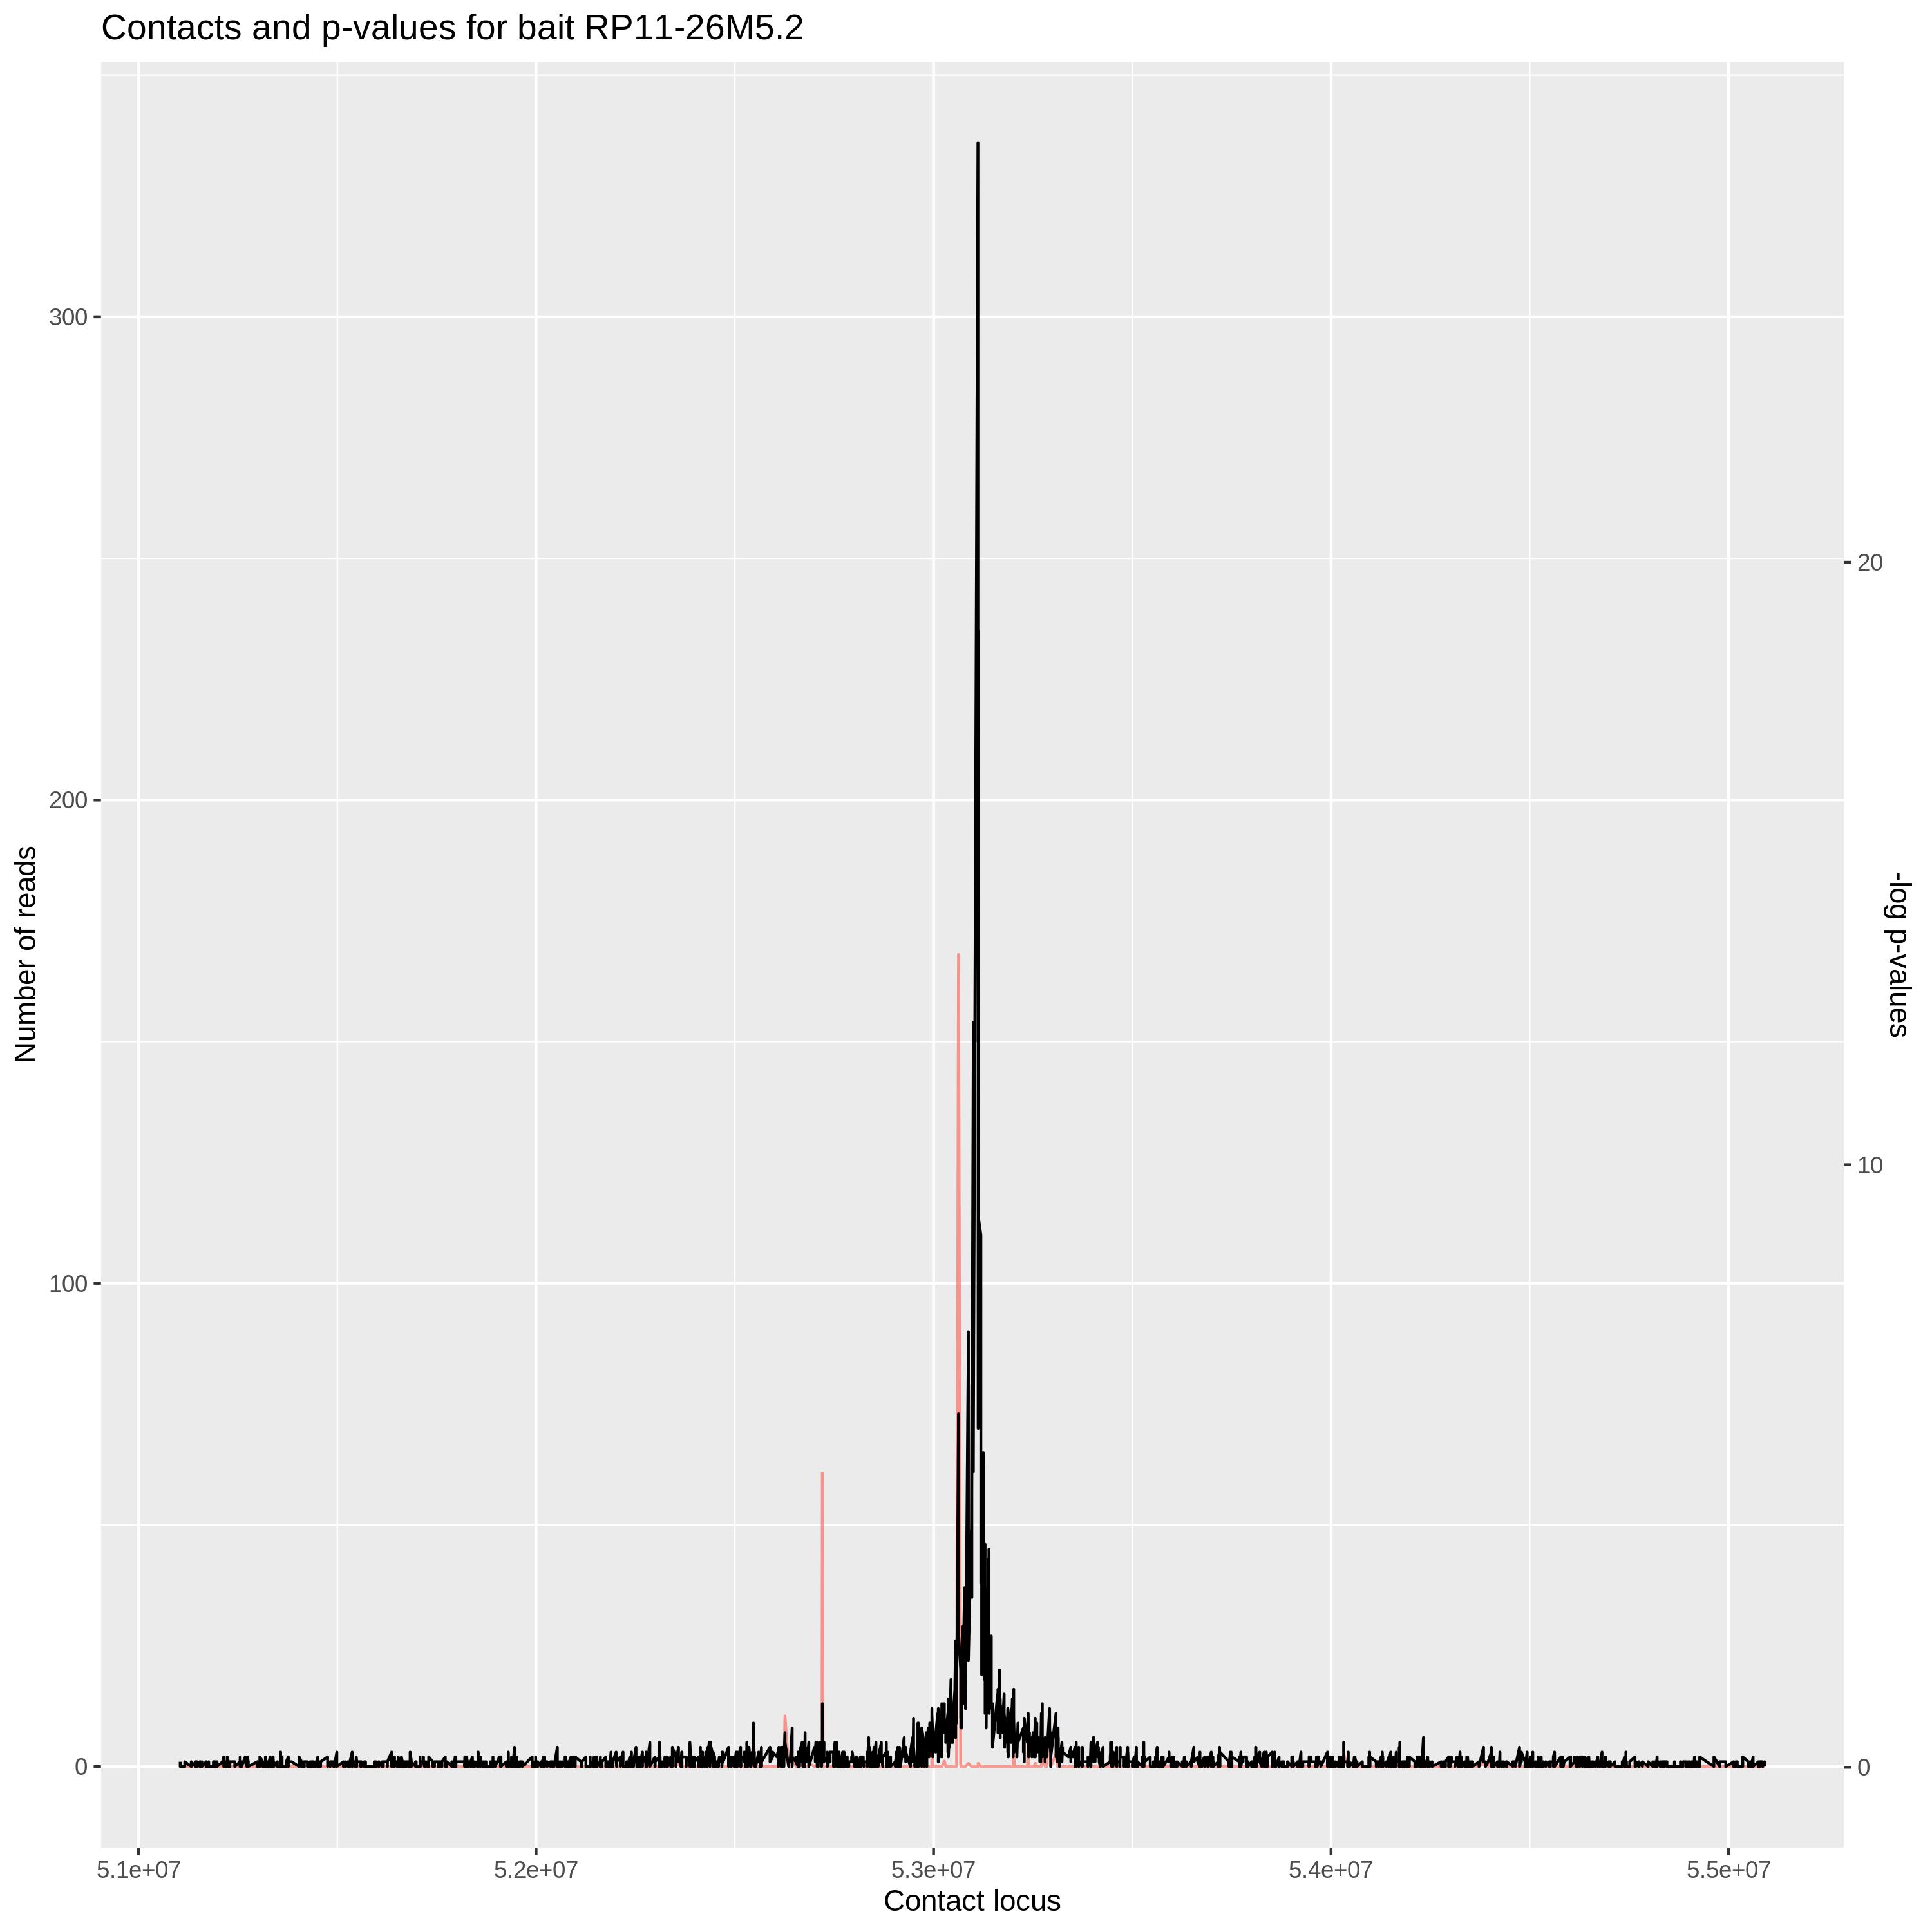 Contacts and p-values for bait RP11-26M5.2
300
200
100
0
Number of reads
20
10
0
-log p-values
5.1e+07 5.2e+07 5.3e+07 5.4e+07 5.5e+07
Contact locus